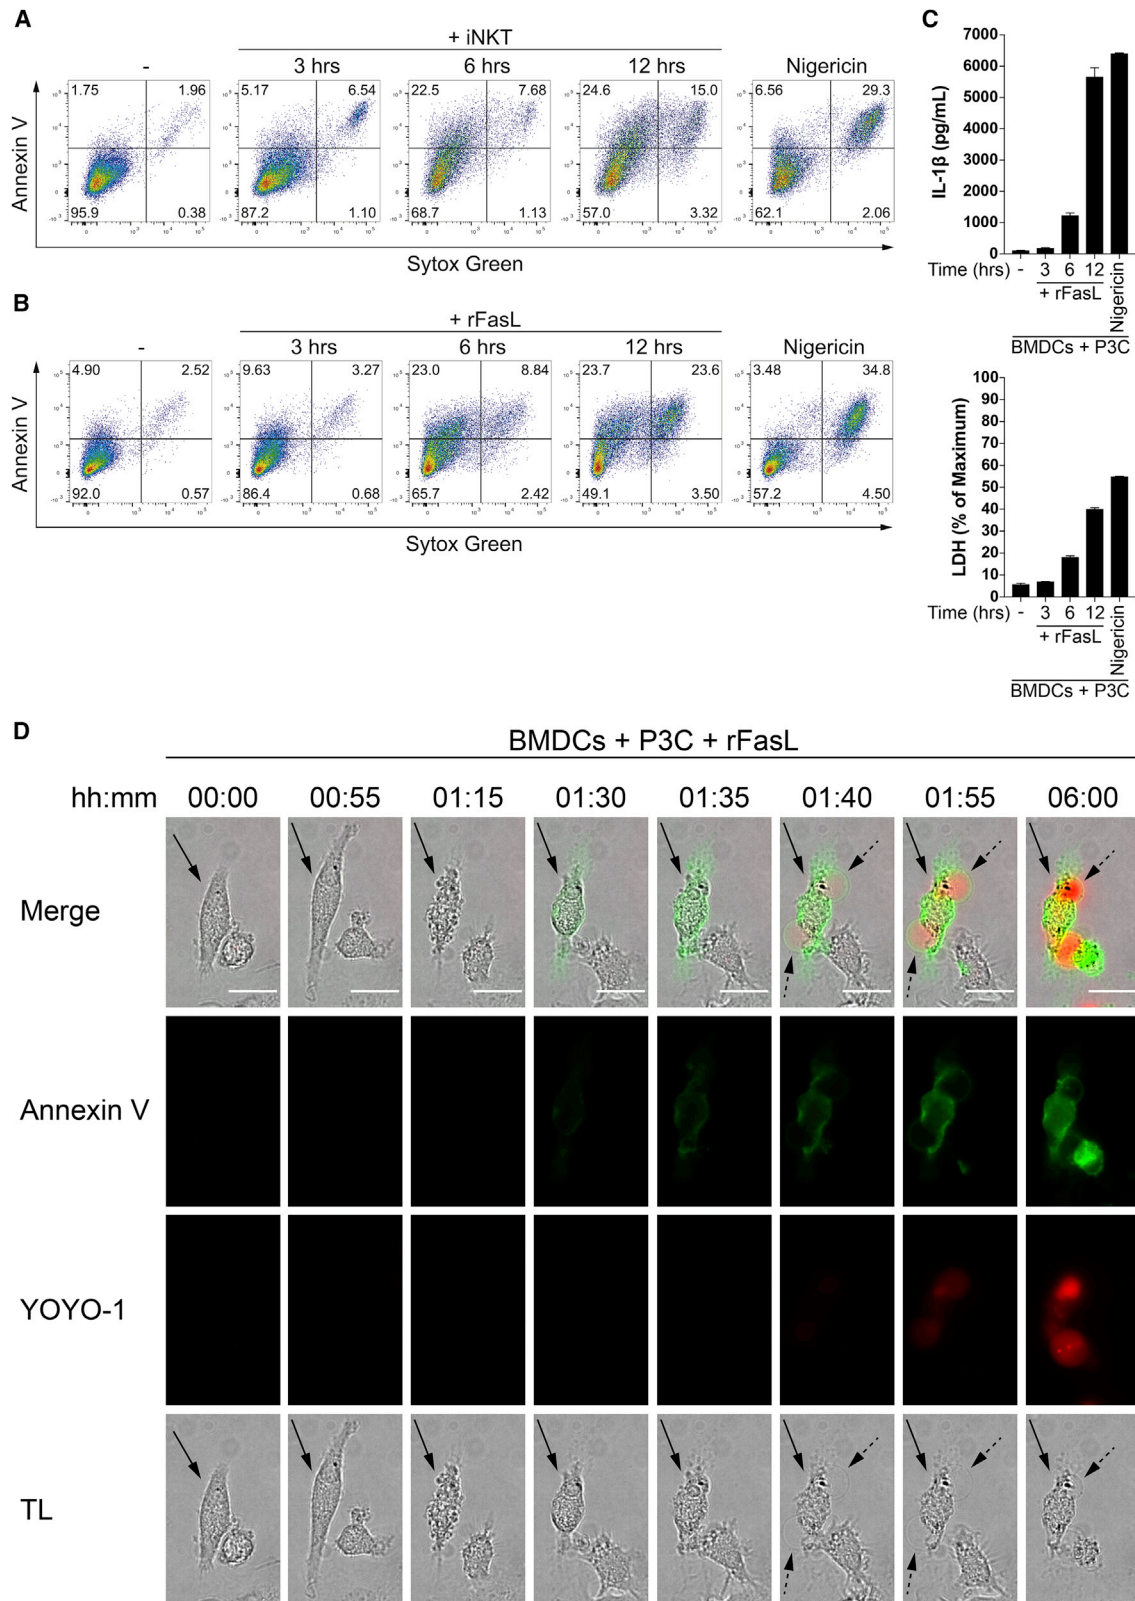 A
+ iNKT
- 3 hrs 6 hrs 12 hrs Nigericin
1.75 1.96 5.17 6.54 22.5 7.68 24.6 15.0 6.56 29.3
95.9 0.38 87.2 1.10 68.7 1.13 57.0 3.32 62.1 2.06
Annexin V
Sytox Green
B
+ rFasL
- 3 hrs 6 hrs 12 hrs Nigericin
4.90 2.52 9.63 3.27 23.0 8.84 23.7 23.6 3.48 34.8
92.0 0.57 86.4 0.68 65.7 2.42 49.1 3.50 57.2 4.50
Annexin V
Sytox Green
C
IL-1β (pg/mL)
7000
6000
5000
4000
3000
2000
1000
0
Time (hrs) - 3 6 12 Nigericin
+ rFasL
BMDCs + P3C
LDH (% of Maximum)
100
90
80
70
60
50
40
30
20
10
0
Time (hrs) - 3 6 12 Nigericin
+ rFasL
BMDCs + P3C
D
BMDCs + P3C + rFasL
hh:mm 00:00 00:55 01:15 01:30 01:35 01:40 01:55 06:00
Merge
Annexin V
YOYO-1
TL